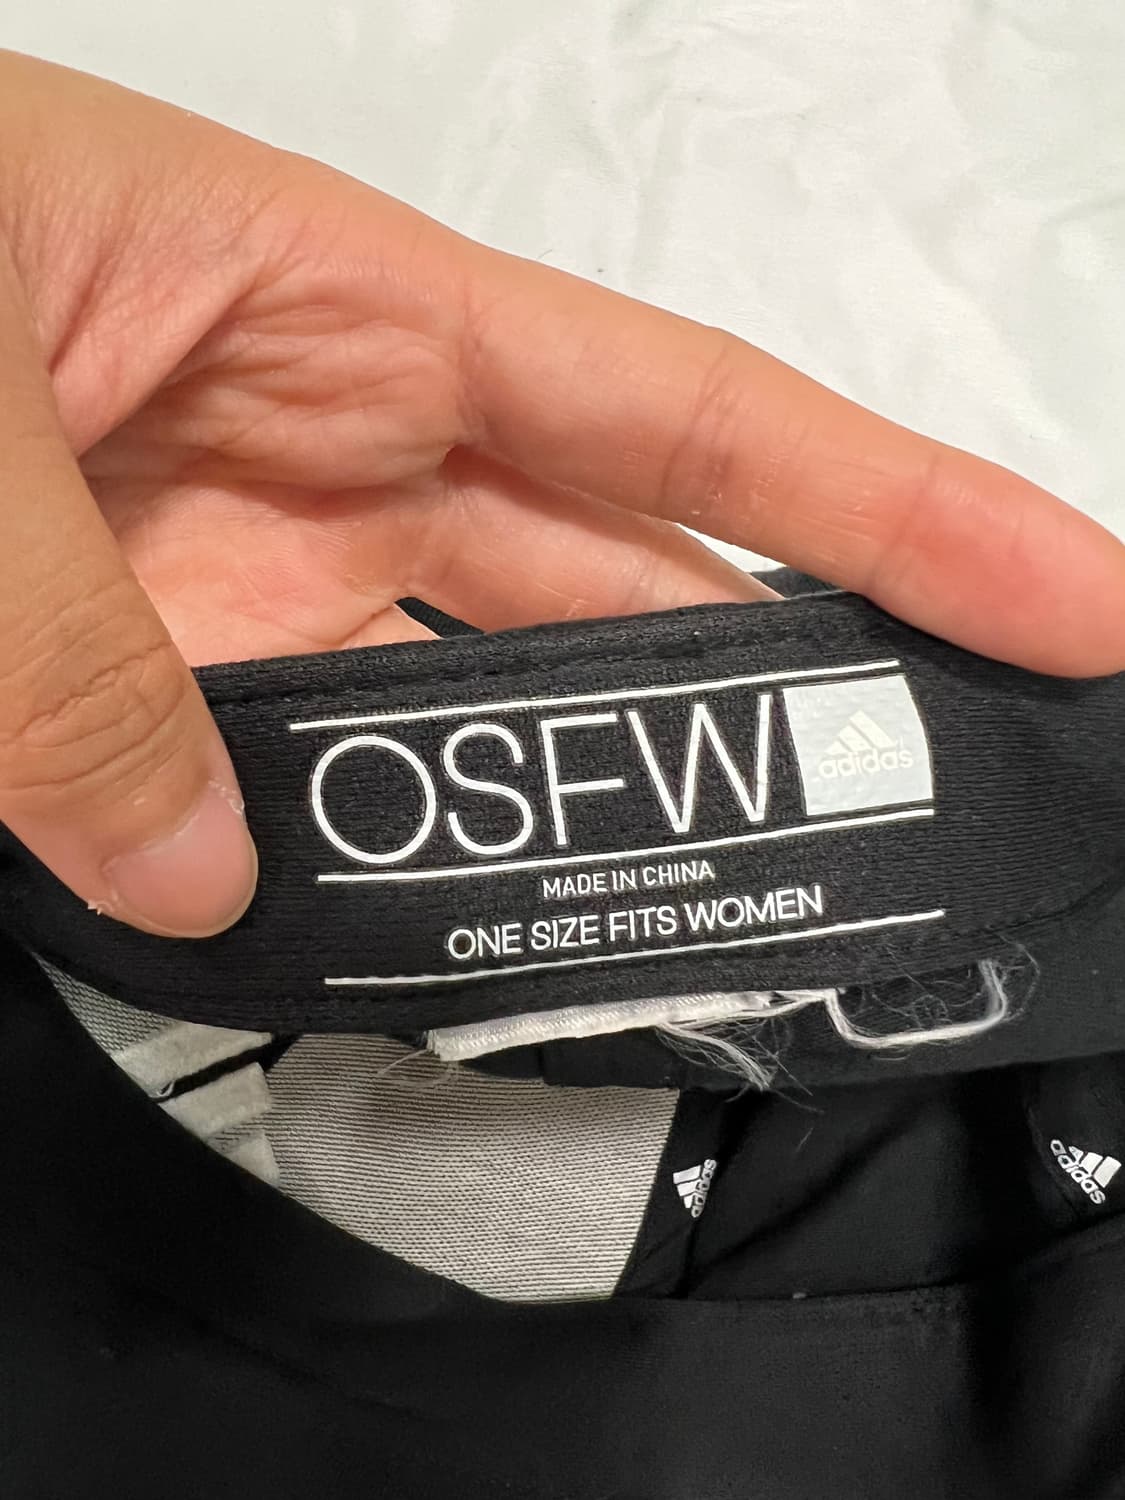 OSFW
adidas
MADE IN CHINA
ONE SIZE FITS WOMEN
adidas
adidas